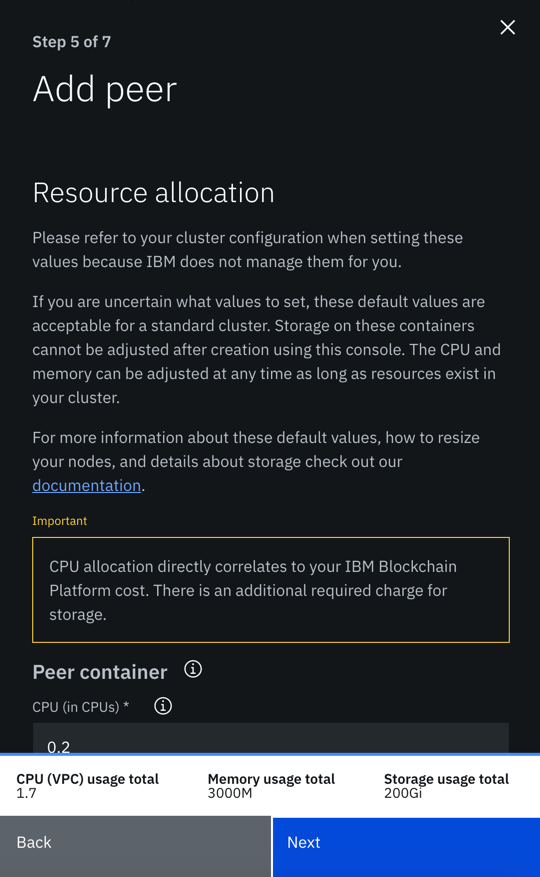 Step 5 of 7
Add peer
Resource allocation
Please refer to your cluster configuration when setting these
values because IBM does not manage them for you.
If you are uncertain what values to set, these default values are
acceptable for a standard cluster. Storage on these containers
cannot be adjusted after creation using this console. The CPU and
memory can be adjusted at any time as long as resources exist in
your cluster.
For more information about these default values, how to resize
your nodes, and details about storage check out our
documentation.
Important
CPU allocation directly correlates to your IBM Blockchain
Platform cost. There is an additional required charge for
storage.
Peer container
CPU (in CPUs) *
0.2
CPU (VPC) usage total Memory usage total Storage usage total
1.7 3000M 200Gi
Back Next